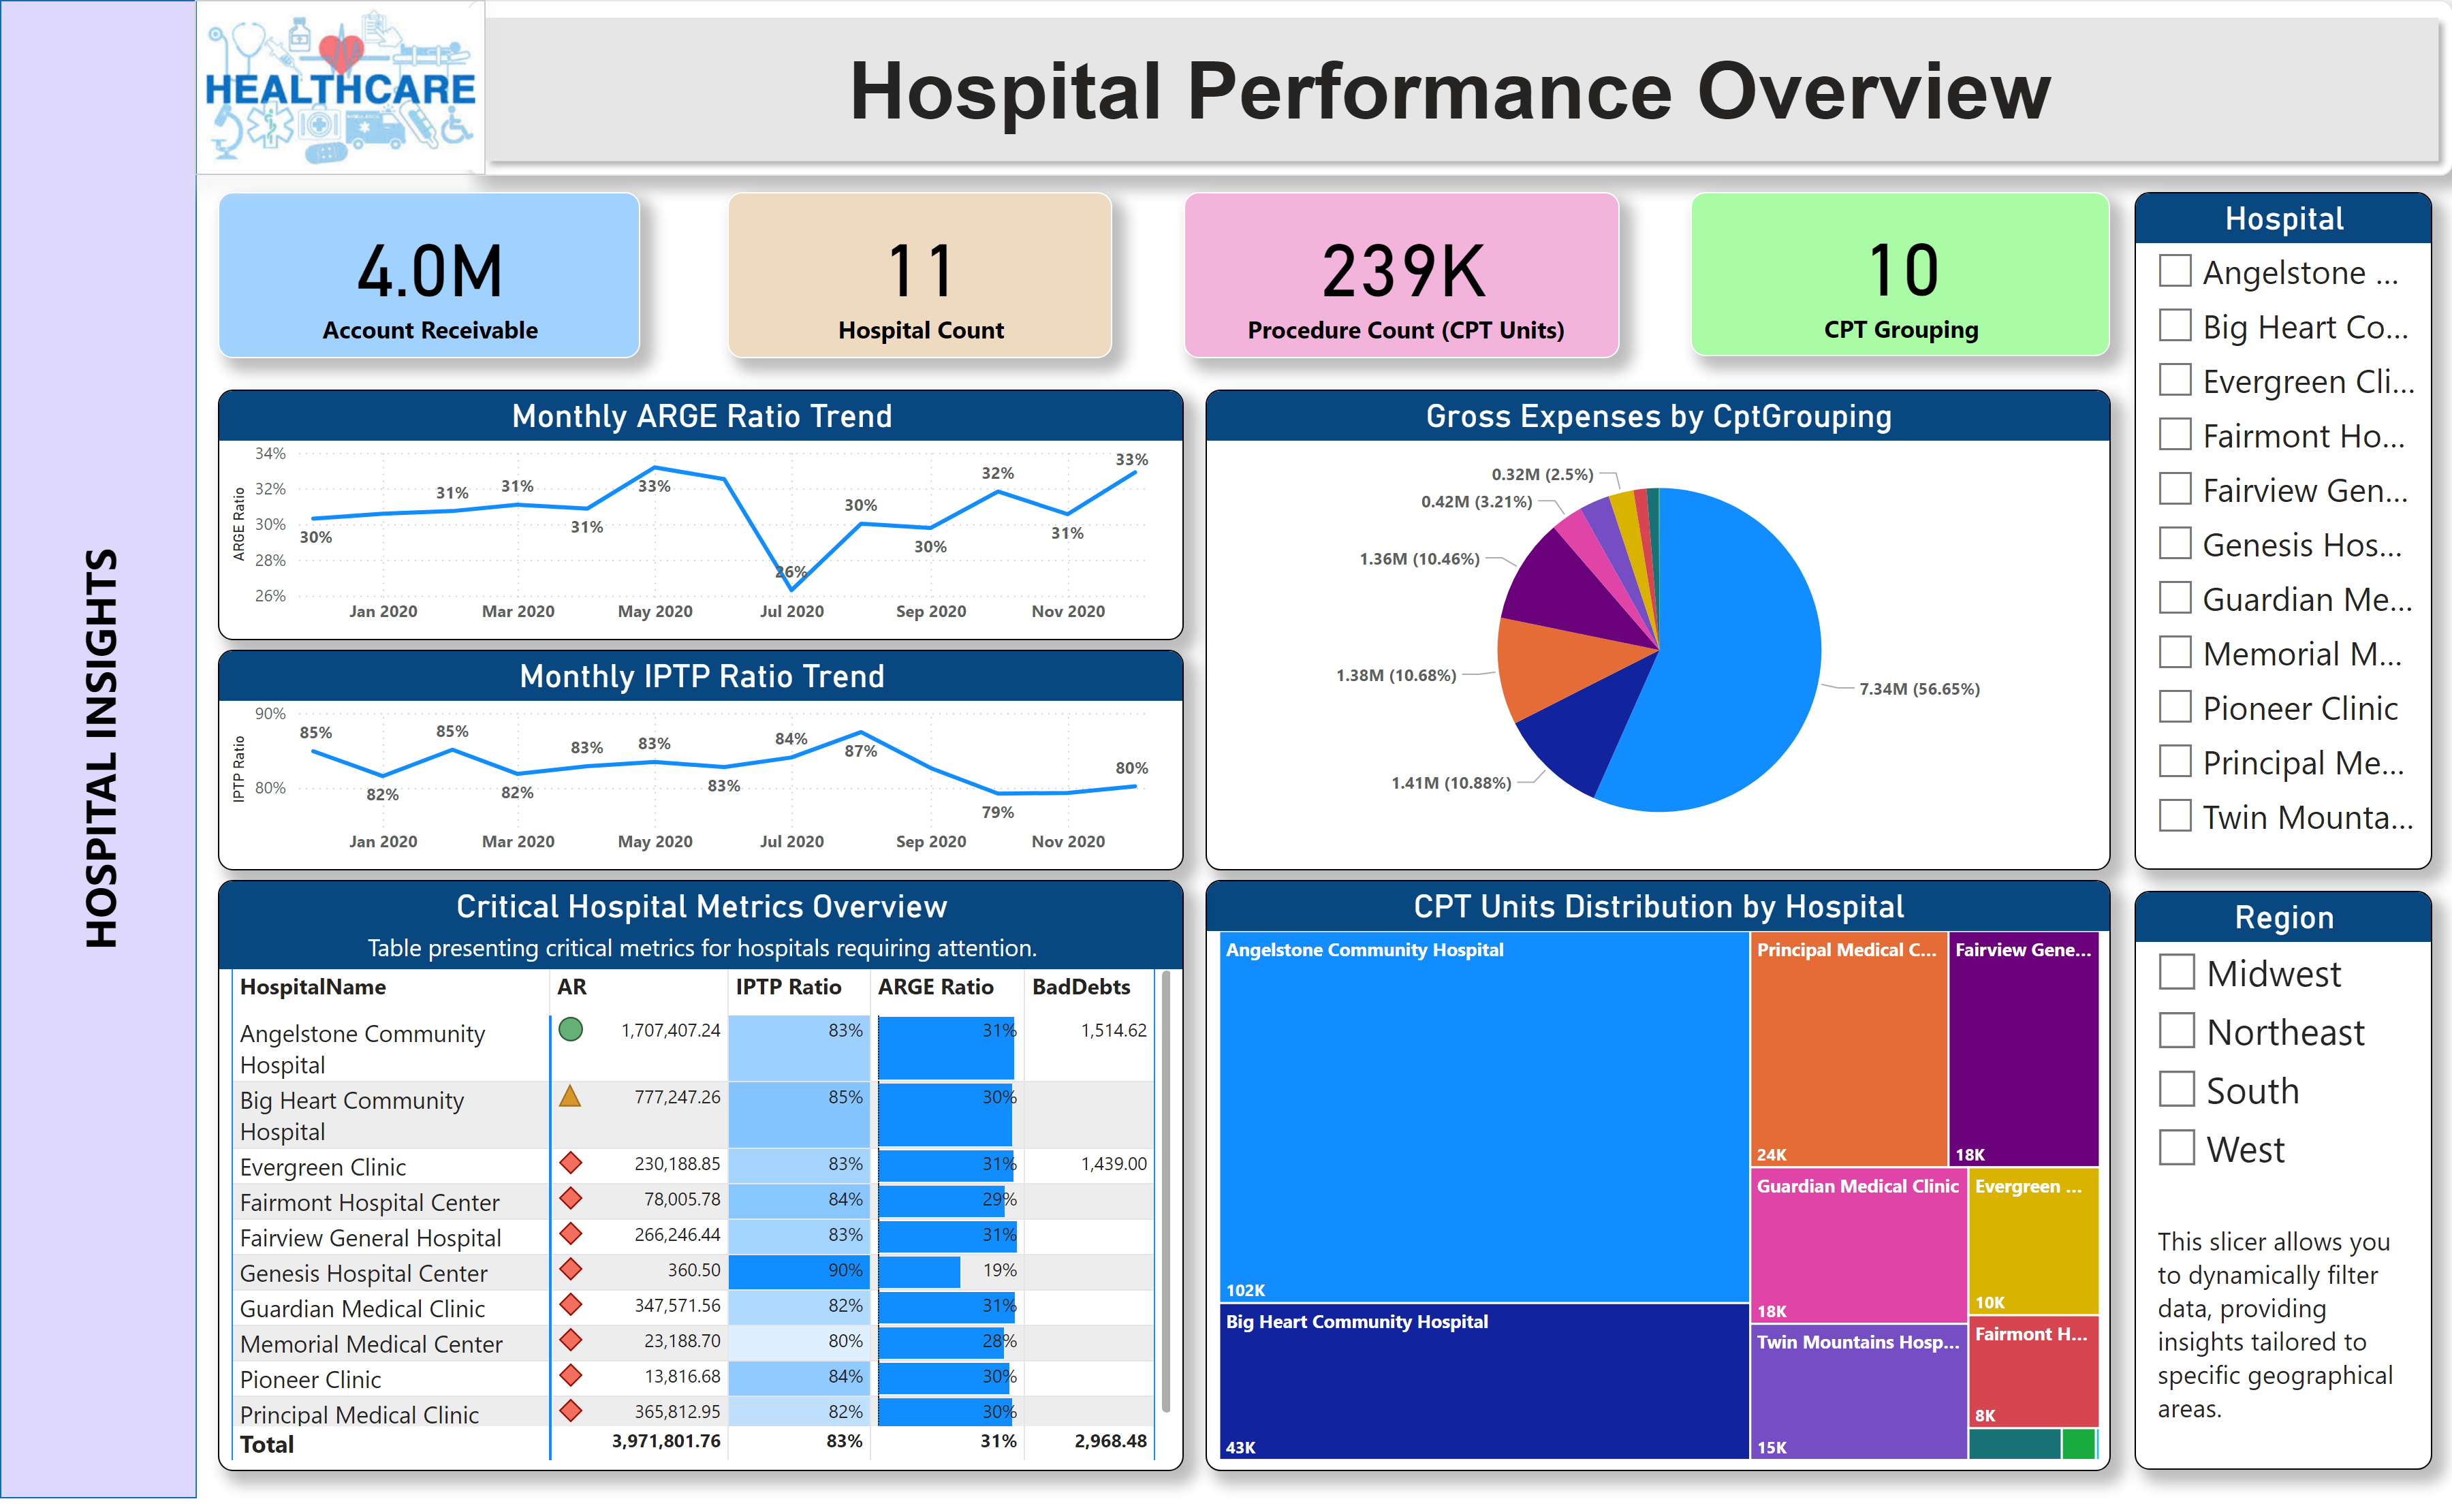 HEALTHCARE
Hospital Performance Overview
HOSPITAL INSIGHTS
4.0M
Account Receivable
11
Hospital Count
239K
Procedure Count (CPT Units)
10
CPT Grouping
Hospital
Angelstone ...
Big Heart Co...
Evergreen Cli...
Fairmont Ho...
Fairview Gen...
Genesis Hos...
Guardian Me...
Memorial M...
Pioneer Clinic
Principal Me...
Twin Mounta...
Monthly ARGE Ratio Trend
ARGE Ratio
34%
32%
30%
28%
26%
30%
31%
31%
31%
33%
26%
30%
30%
32%
31%
33%
Jan 2020 Mar 2020 May 2020 Jul 2020 Sep 2020 Nov 2020
Monthly IPTP Ratio Trend
IPTP Ratio
90%
80%
85%
82%
85%
82%
83%
83%
83%
84%
87%
79%
80%
Jan 2020 Mar 2020 May 2020 Jul 2020 Sep 2020 Nov 2020
Gross Expenses by CptGrouping
0.32M (2.5%)
0.42M (3.21%)
1.36M (10.46%)
1.38M (10.68%)
1.41M (10.88%)
7.34M (56.65%)
Critical Hospital Metrics Overview
Table presenting critical metrics for hospitals requiring attention.
HospitalName AR IPTP Ratio ARGE Ratio BadDebts
Angelstone Community 1,707,407.24 83% 31% 1,514.62
Hospital
Big Heart Community 777,247.26 85% 30%
Hospital
Evergreen Clinic 230,188.85 83% 31% 1,439.00
Fairmont Hospital Center 78,005.78 84% 29%
Fairview General Hospital 266,246.44 83% 31%
Genesis Hospital Center 360.50 90% 19%
Guardian Medical Clinic 347,571.56 82% 31%
Memorial Medical Center 23,188.70 80% 28%
Pioneer Clinic 13,816.68 84% 30%
Principal Medical Clinic 365,812.95 82% 30%
Total 3,971,801.76 83% 31% 2,968.48
CPT Units Distribution by Hospital
Angelstone Community Hospital
102K
Big Heart Community Hospital
43K
Principal Medical C...
24K
Fairview Gene...
18K
Guardian Medical Clinic
18K
Evergreen ...
10K
Twin Mountains Hosp...
15K
Fairmont H...
8K
Region
Midwest
Northeast
South
West
This slicer allows you
to dynamically filter
data, providing
insights tailored to
specific geographical
areas.